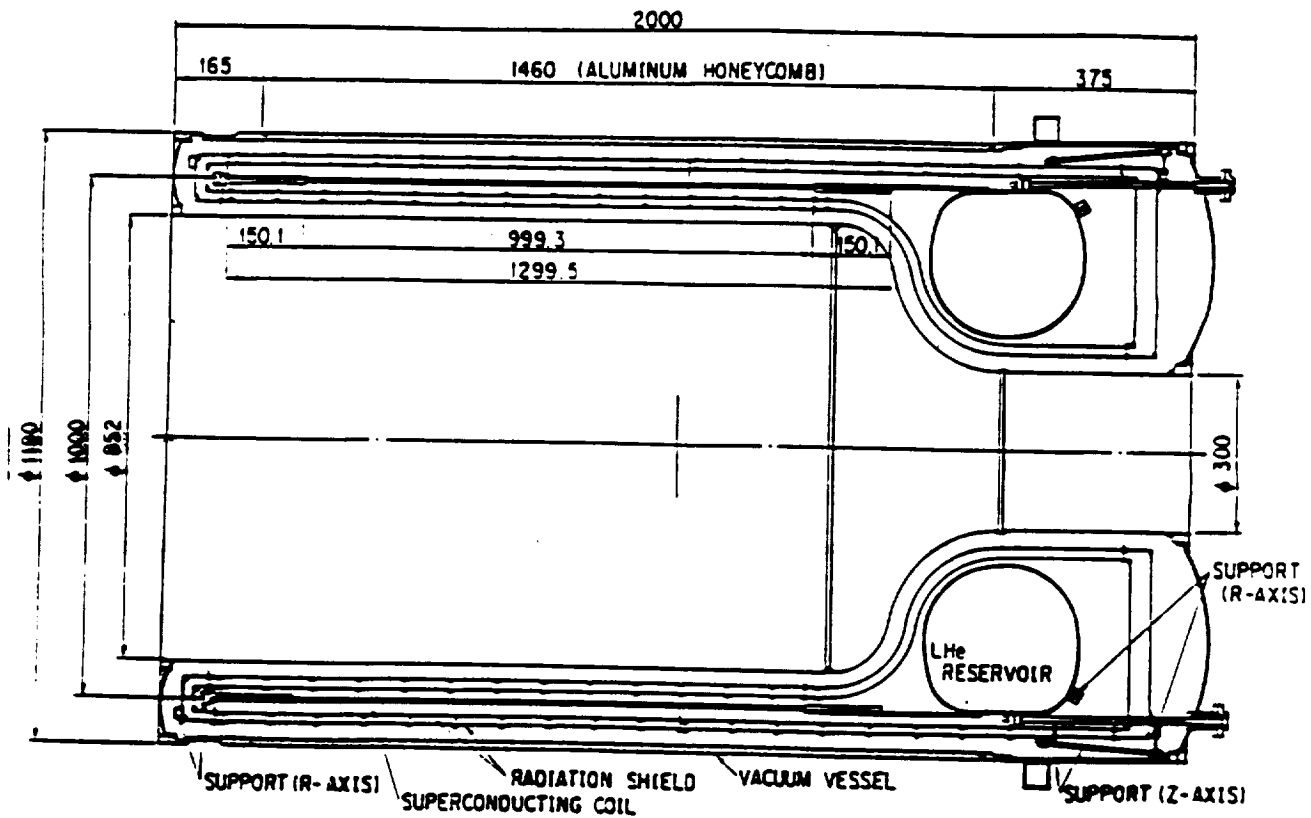 2000
165
1460 (ALUMINUM HONEYCOMB)
375
150.1
999.3
150.1
1299.5
ϕ 1180
ϕ 1000
ϕ 852
ϕ 300
SUPPORT
(R-AXIS)
LHe
RESERVOIR
SUPPORT (R-AXIS)
RADIATION SHIELD
VACUUM VESSEL
SUPPORT (Z-AXIS)
SUPERCONDUCTING COIL